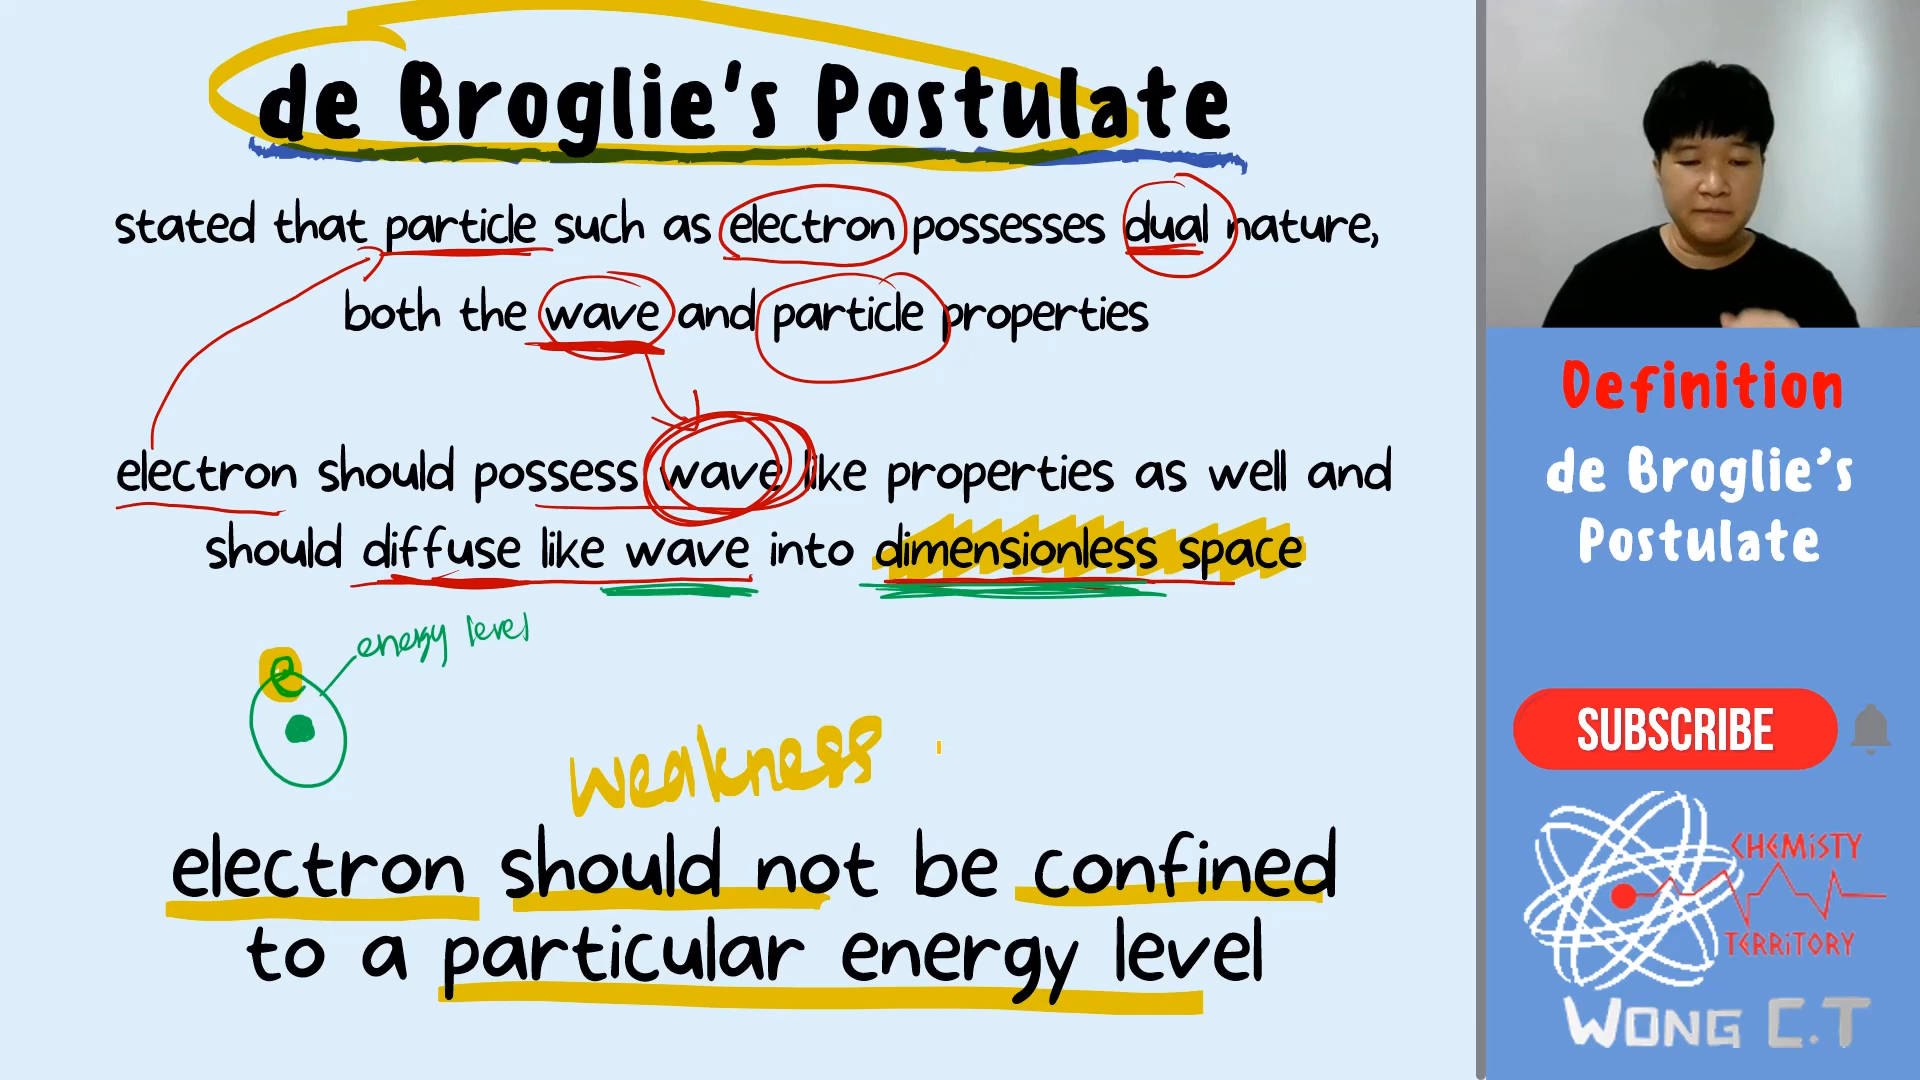 de Broglie's Postulate
stated that particle such as electron possesses dual nature,
both the wave and particle properties
electron should possess wave like properties as well and
should diffuse like wave into dimensionless space
energy level
e
weakness
electron should not be confined
to a particular energy level
Definition
de Broglie's
Postulate
SUBSCRIBE
CHEMISTY
TERRITORY
WONG C.T